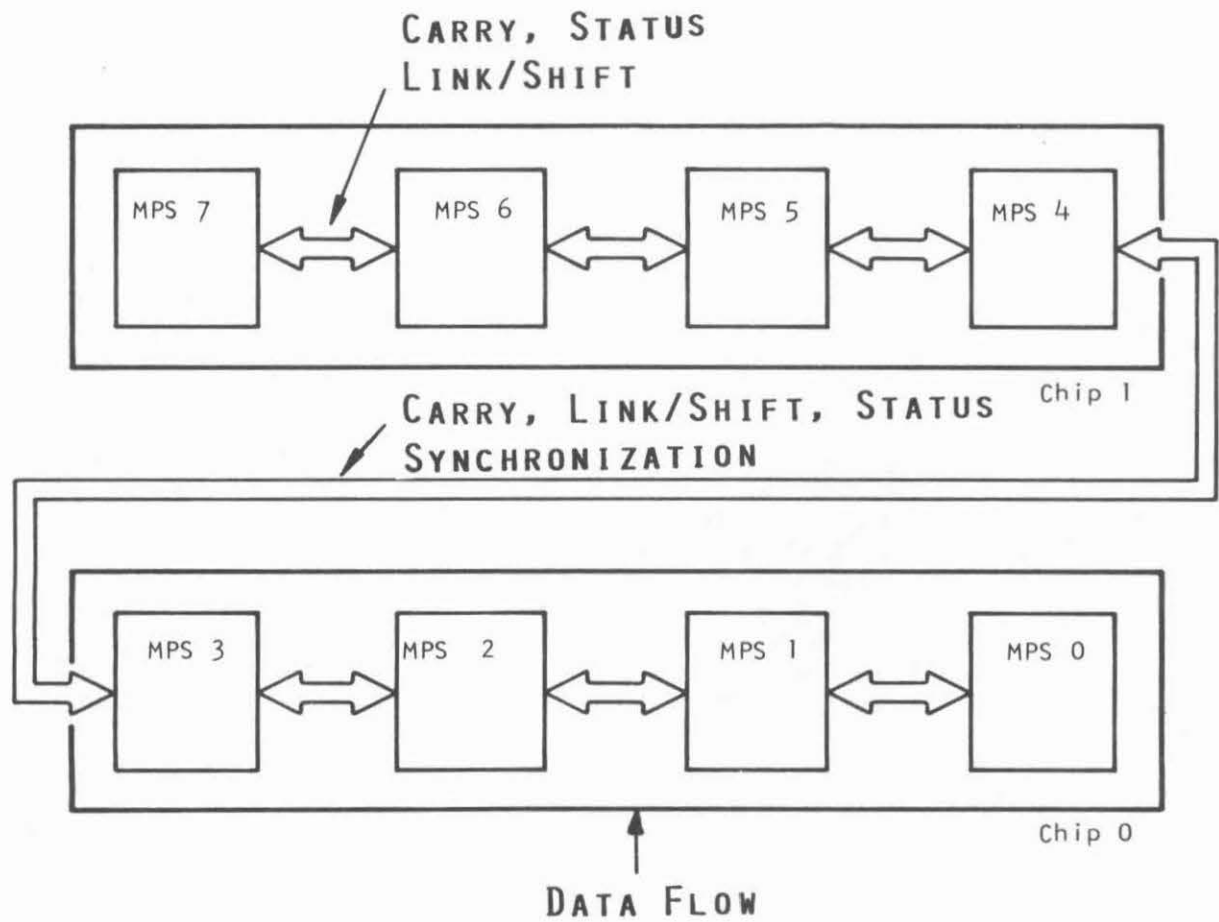 CARRY, STATUS
LINK/SHIFT
MPS 7
MPS 6
MPS 5
MPS 4
Chip 1
CARRY, LINK/SHIFT, STATUS
SYNCHRONIZATION
MPS 3
MPS 2
MPS 1
MPS 0
Chip 0
DATA FLOW